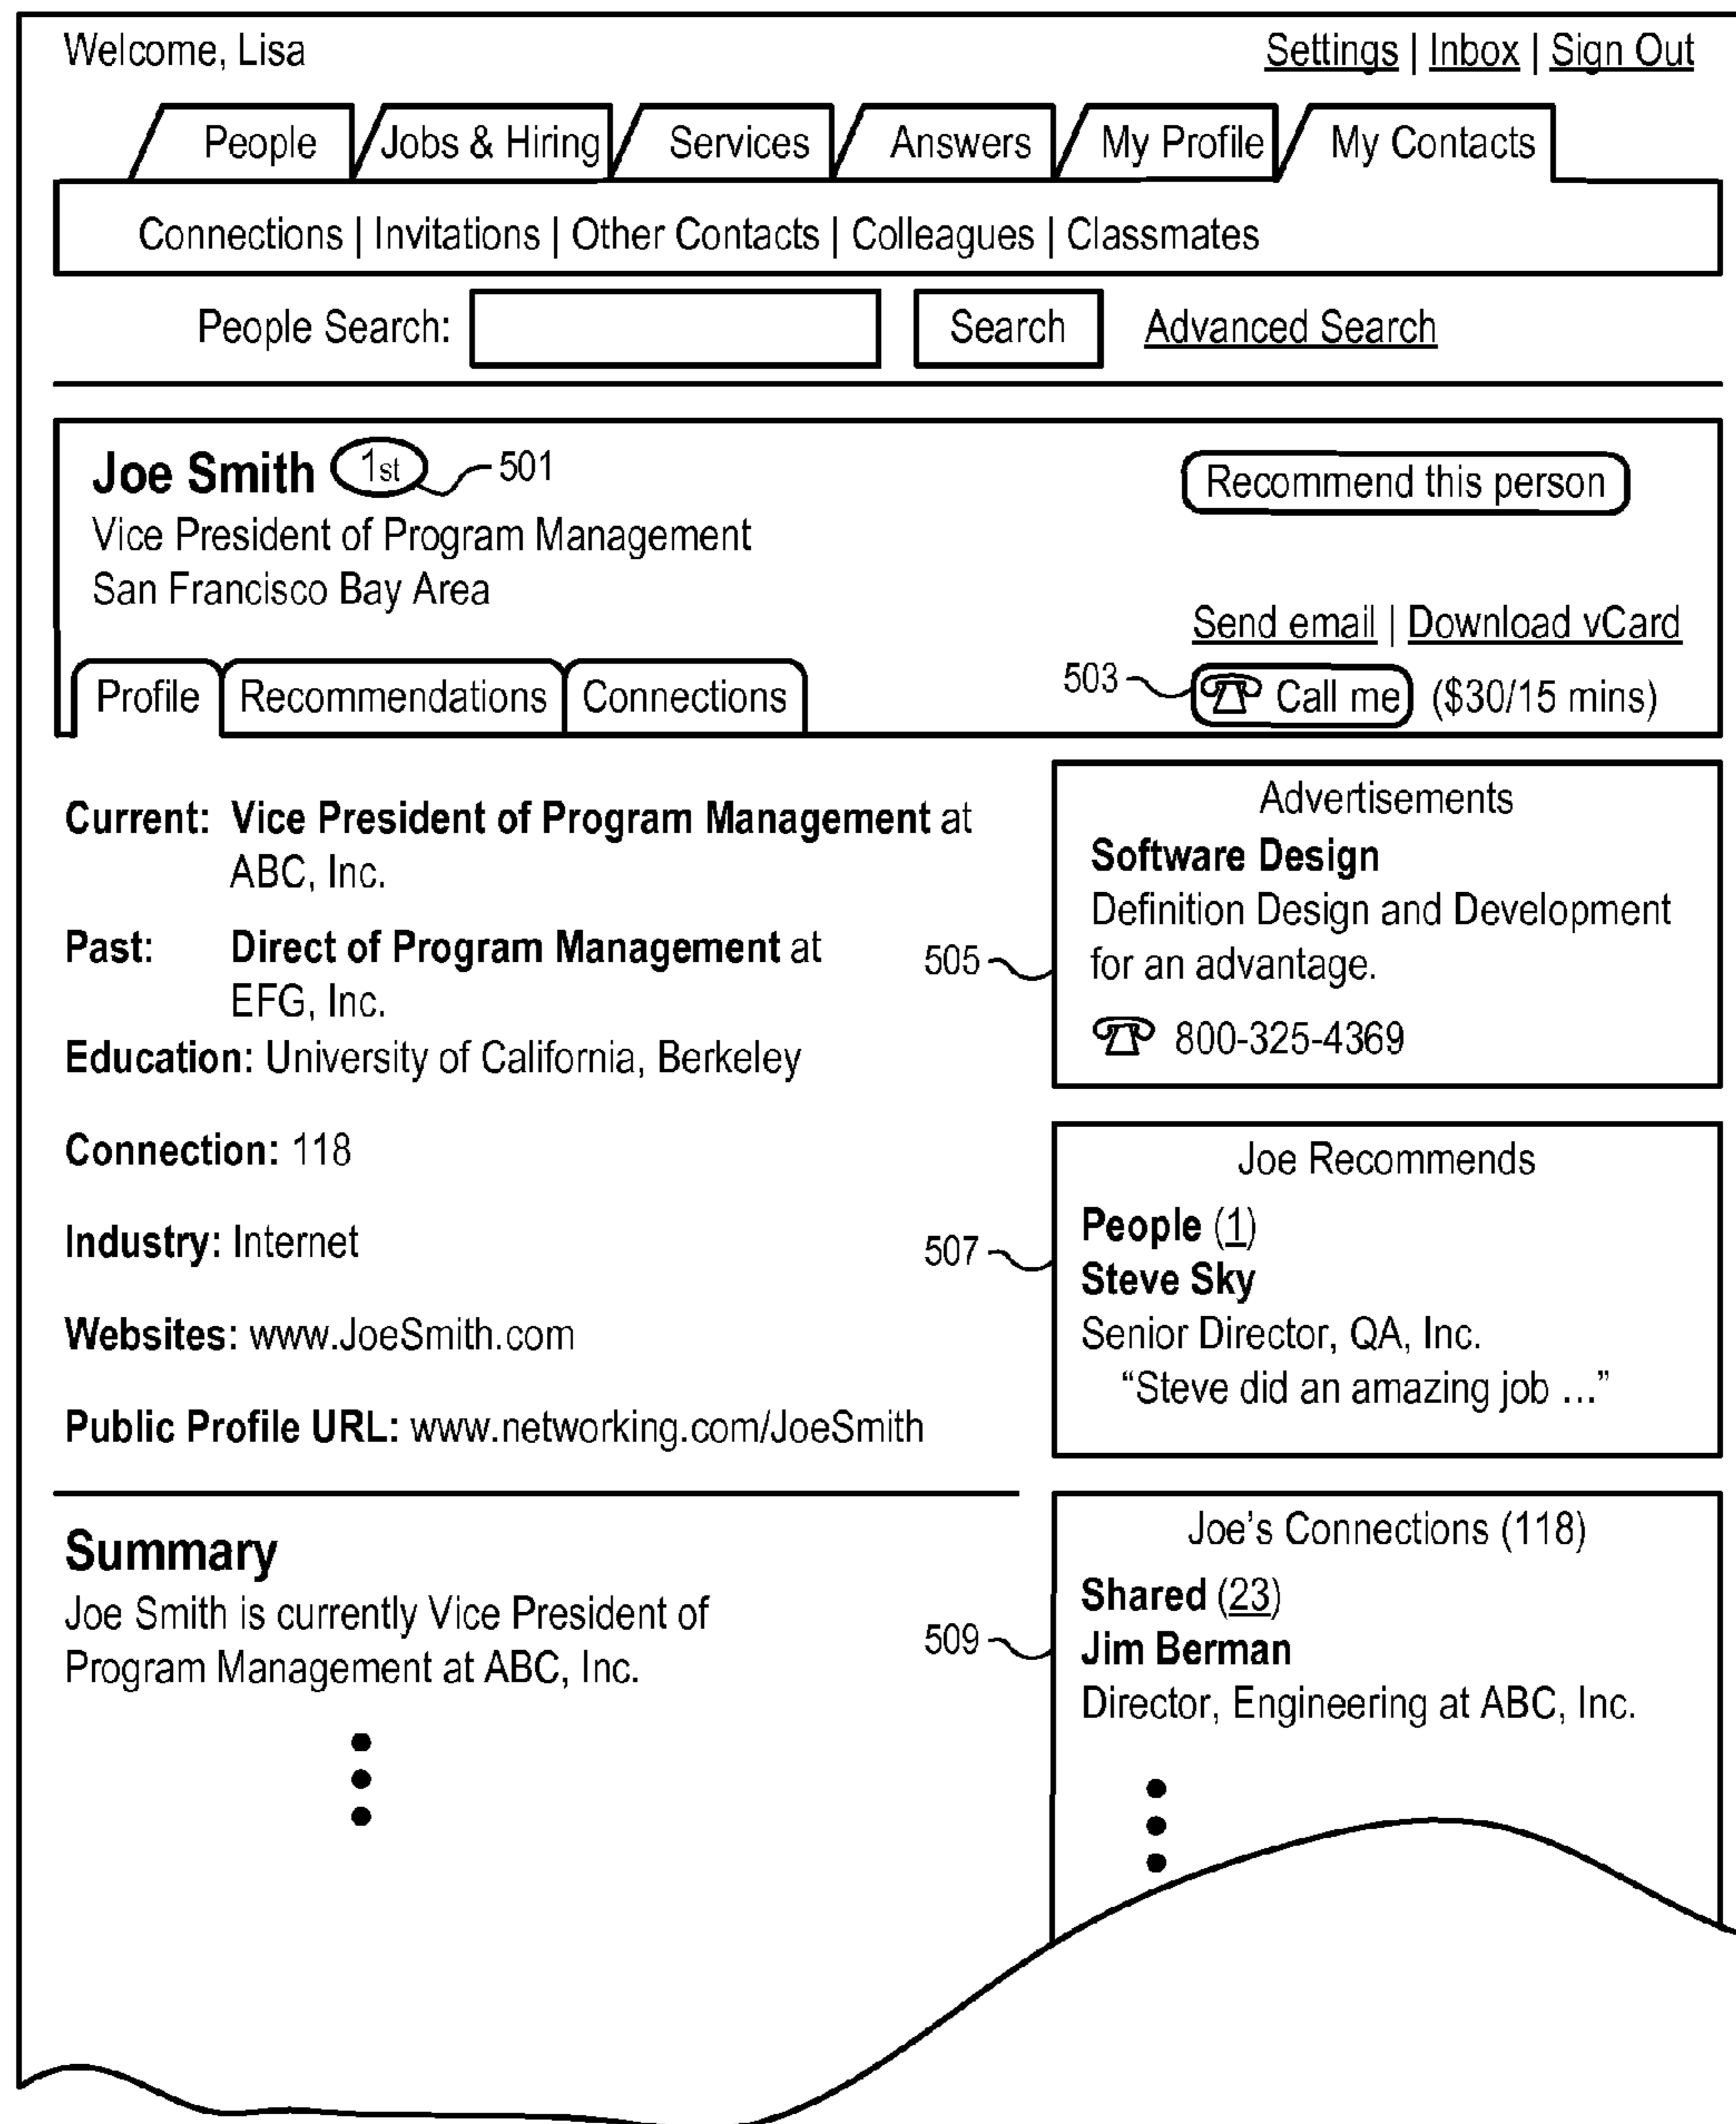 Welcome, Lisa
Settings | Inbox | Sign Out
People
Jobs & Hiring
Services
Answers
My Profile
My Contacts
Connections | Invitations | Other Contacts | Colleagues | Classmates
People Search:
Search
Advanced Search
Joe Smith 1st
501
Vice President of Program Management
San Francisco Bay Area
Recommend this person
Send email | Download vCard
503
Call me ($30/15 mins)
Profile
Recommendations
Connections
Current: Vice President of Program Management at
ABC, Inc.
Past: Direct of Program Management at
EFG, Inc.
Education: University of California, Berkeley
Connection: 118
Industry: Internet
Websites: www.JoeSmith.com
Public Profile URL: www.networking.com/JoeSmith
Summary
Joe Smith is currently Vice President of
Program Management at ABC, Inc.
505
Advertisements
Software Design
Definition Design and Development
for an advantage.
800-325-4369
507
Joe Recommends
People (1)
Steve Sky
Senior Director, QA, Inc.
“Steve did an amazing job ...”
509
Joe's Connections (118)
Shared (23)
Jim Berman
Director, Engineering at ABC, Inc.